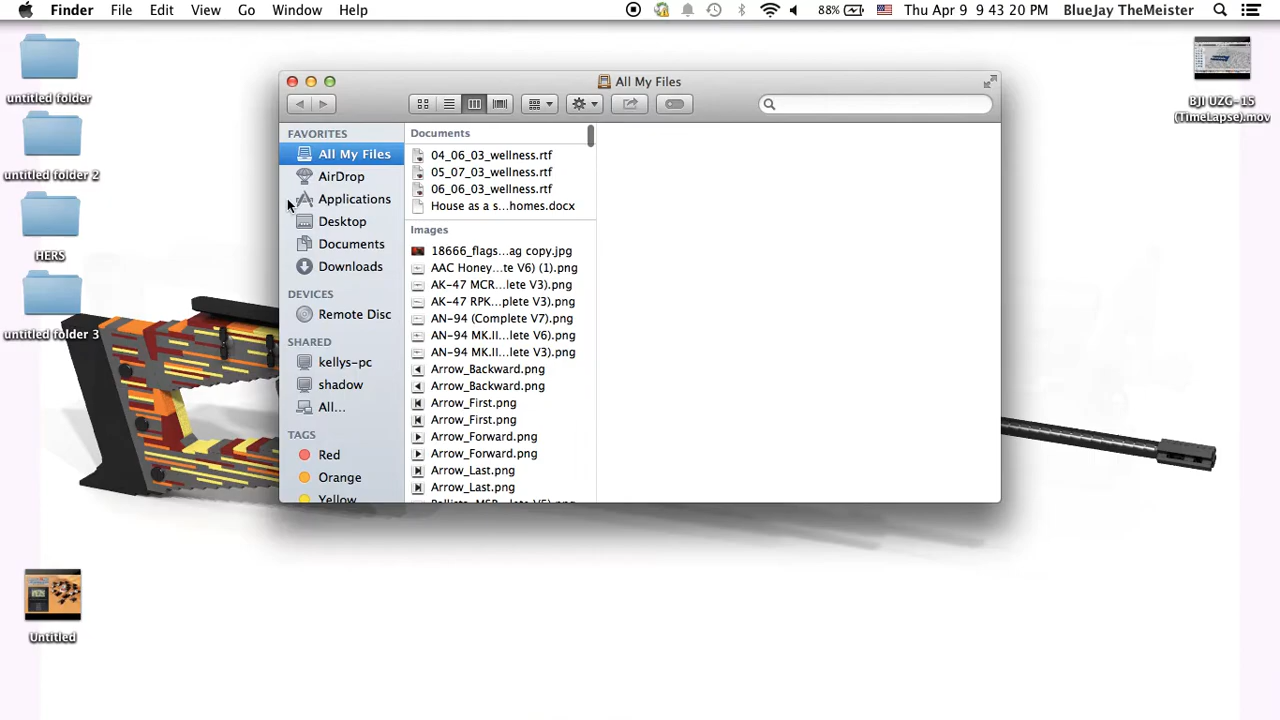 Finder File Edit View Go Window Help 88% Thu Apr 9 9 43 20 PM BlueJay TheMeister
untitled folder
untitled folder 2
HERS
untitled folder 3
Untitled
BJI UZG-15
(TimeLapse).mov
All My Files
FAVORITES
All My Files
AirDrop
Applications
Desktop
Documents
Downloads
DEVICES
Remote Disc
SHARED
kellys-pc
shadow
All...
TAGS
Red
Orange
Yellow
Documents
04_06_03_wellness.rtf
05_07_03_wellness.rtf
06_06_03_wellness.rtf
House as a s...homes.docx
Images
18666_flags...ag copy.jpg
AAC Honey...te V6) (1).png
AK-47 MCR...lete V3).png
AK-47 RPK...plete V3).png
AN-94 (Complete V7).png
AN-94 MK.II...lete V6).png
AN-94 MK.II...lete V3).png
Arrow_Backward.png
Arrow_Backward.png
Arrow_First.png
Arrow_First.png
Arrow_Forward.png
Arrow_Forward.png
Arrow_Last.png
Arrow_Last.png